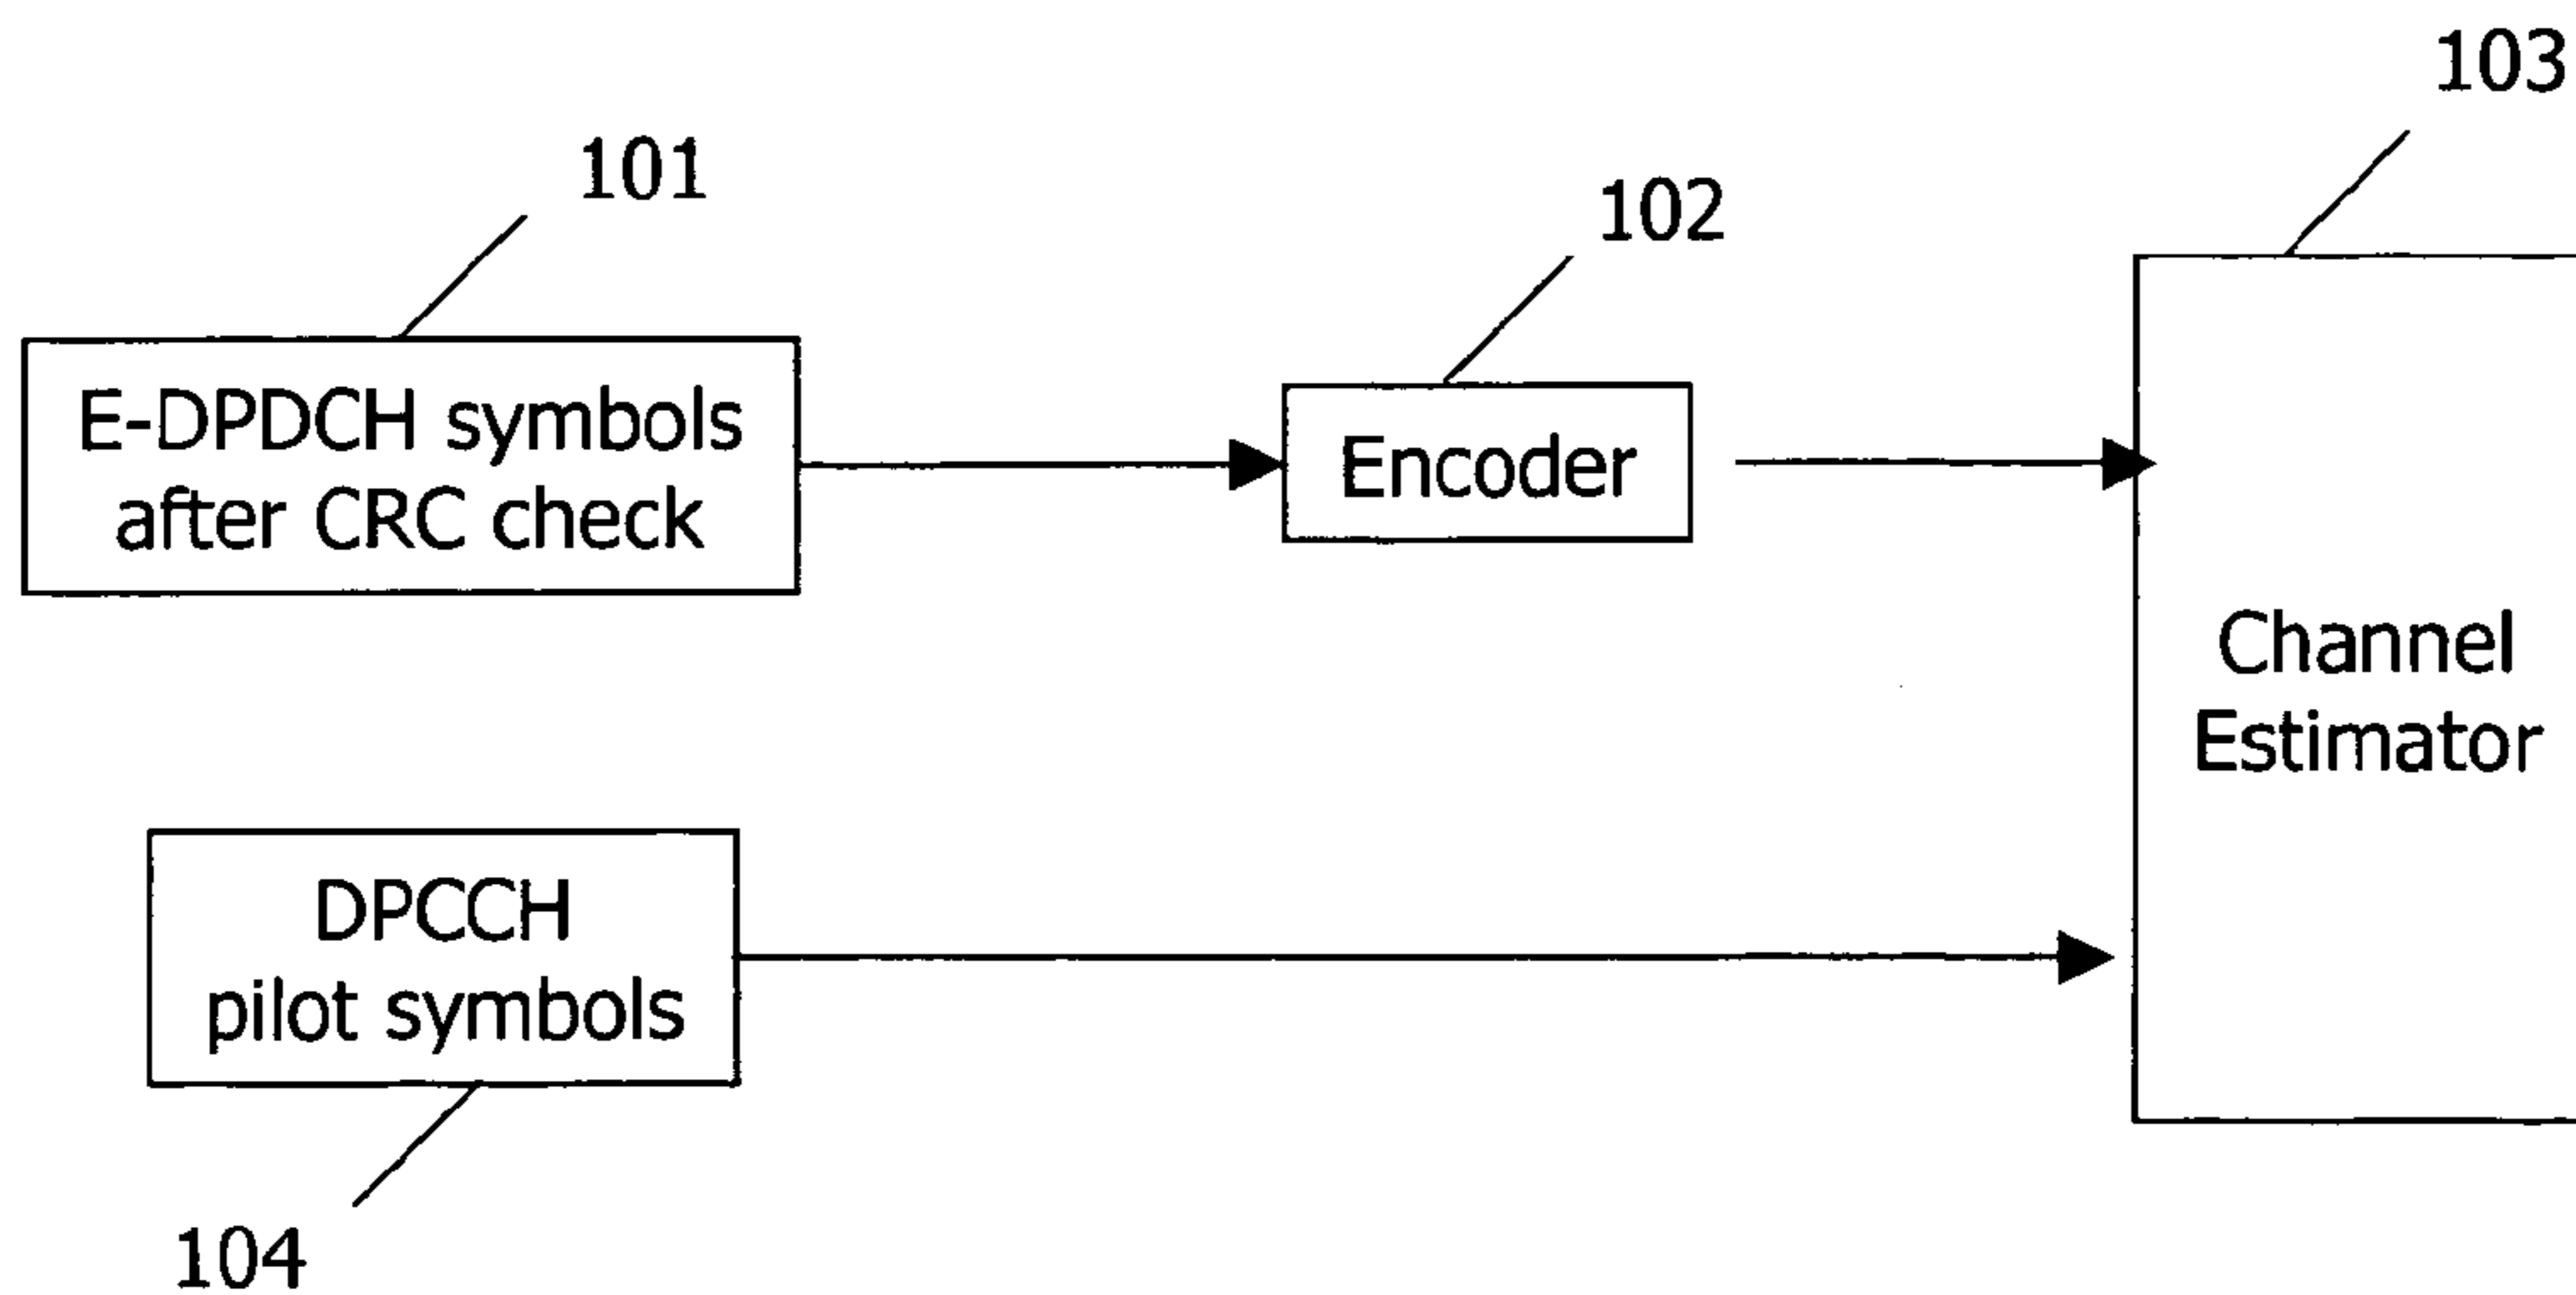 103
101
102
E-DPDCH symbols
after CRC check
Encoder
Channel
Estimator
DPCCH
pilot symbols
104